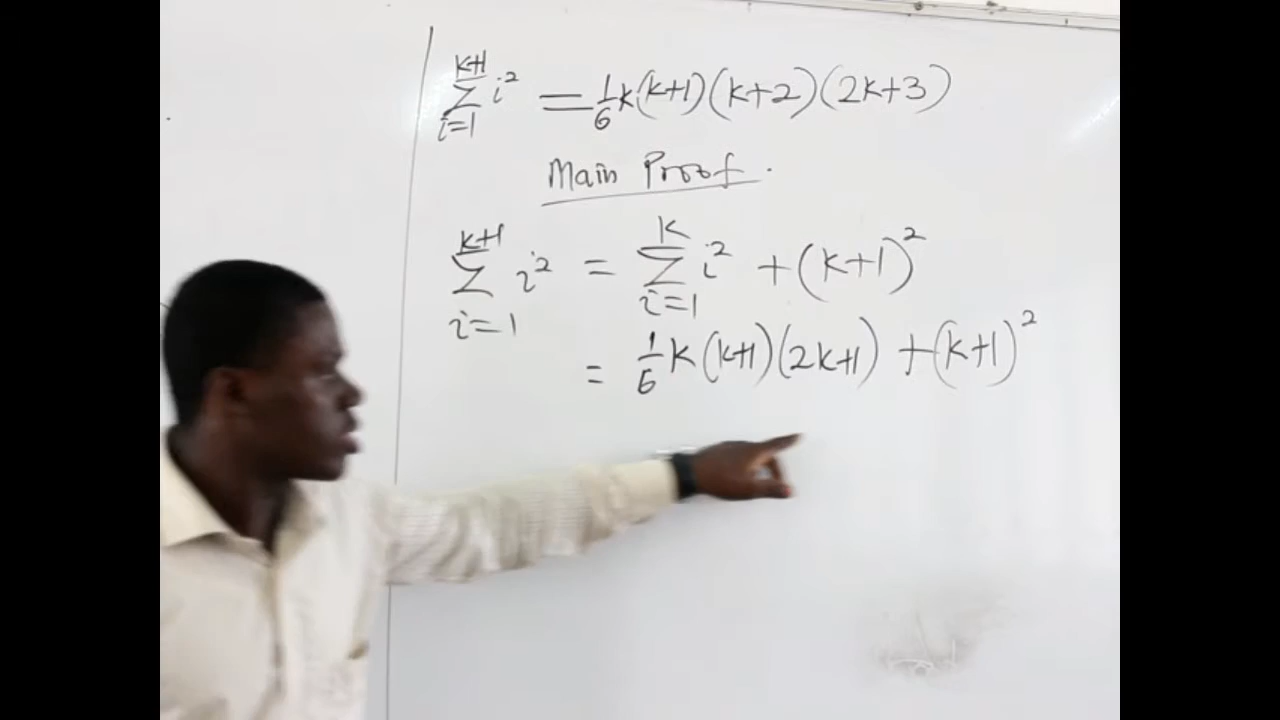 ∑_{i=1}^{k+1} i² = 1/6 k(k+1)(k+2)(2k+3)
Main Proof.
∑_{i=1}^{k+1} i² = ∑_{i=1}^{k} i² + (k+1)²
= 1/6 k(k+1)(2k+1) + (k+1)²